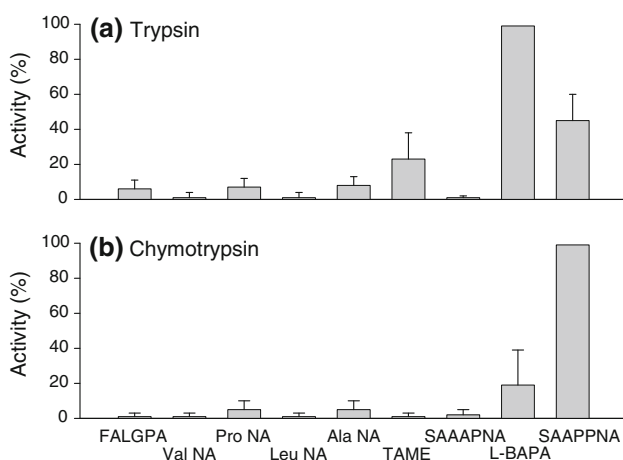 (a) Trypsin
Activity (%)
100
80
60
40
20
0
(b) Chymotrypsin
Activity (%)
100
80
60
40
20
0
FALGPA Pro NA Ala NA SAAAPNA SAAPPNA
Val NA Leu NA TAME L-BAPA